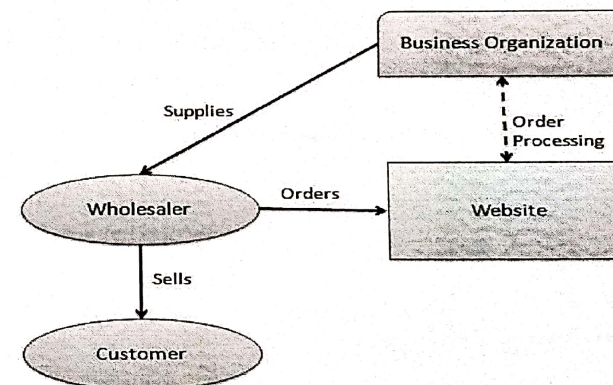 Business Organization
Supplies
Order
Processing
Wholesaler
Orders
Website
Sells
Customer